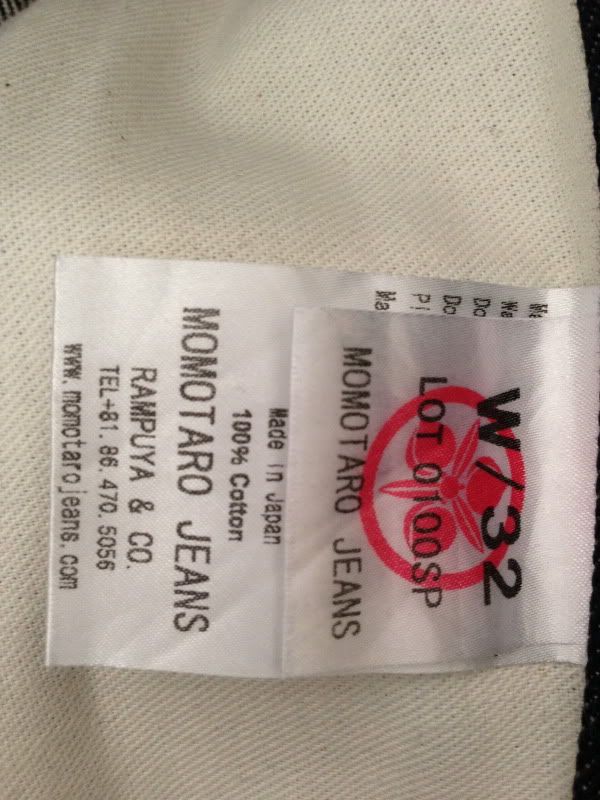 W/32
LOT 0100SP
MOMOTARO JEANS
Made in Japan
100% Cotton
MOMOTARO JEANS
RAMPUYA & CO.
TEL+81.86.470.5056
www.momotarojeans.com